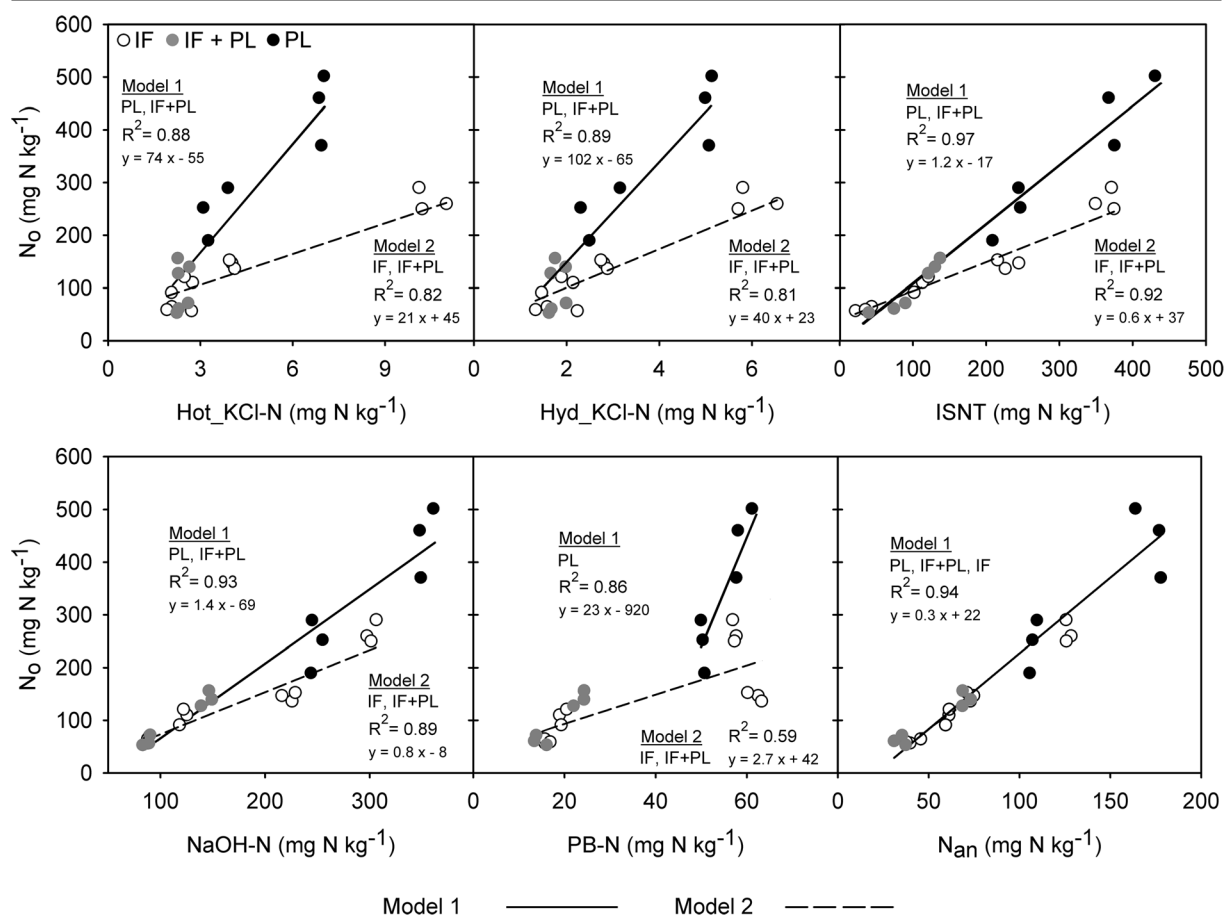 IF IF + PL PL
Model 1
PL, IF+PL
R² = 0.88
y = 74 x - 55
Model 2
IF, IF+PL
R² = 0.82
y = 21 x + 45
Model 1
PL, IF+PL
R² = 0.89
y = 102 x - 65
Model 2
IF, IF+PL
R² = 0.81
y = 40 x + 23
Model 1
PL, IF+PL
R² = 0.97
y = 1.2 x - 17
Model 2
IF, IF+PL
R² = 0.92
y = 0.6 x + 37
600
500
400
300
200
100
0
N₀ (mg N kg⁻¹)
3 6 9
0 2 4 6
0 100 200 300 400 500
Hot_KCl-N (mg N kg⁻¹)
Hyd_KCl-N (mg N kg⁻¹)
ISNT (mg N kg⁻¹)
600
500
400
300
200
100
0
N₀ (mg N kg⁻¹)
Model 1
PL, IF+PL
R² = 0.93
y = 1.4 x - 69
Model 2
IF, IF+PL
R² = 0.89
y = 0.8 x - 8
Model 1
PL
R² = 0.86
y = 23 x - 920
Model 2
IF, IF+PL
R² = 0.59
y = 2.7 x + 42
Model 1
PL, IF+PL, IF
R² = 0.94
y = 0.3 x + 22
100 200 300
0 20 40 60
0 50 100 150 200
NaOH-N (mg N kg⁻¹)
PB-N (mg N kg⁻¹)
Nan (mg N kg⁻¹)
Model 1
Model 2